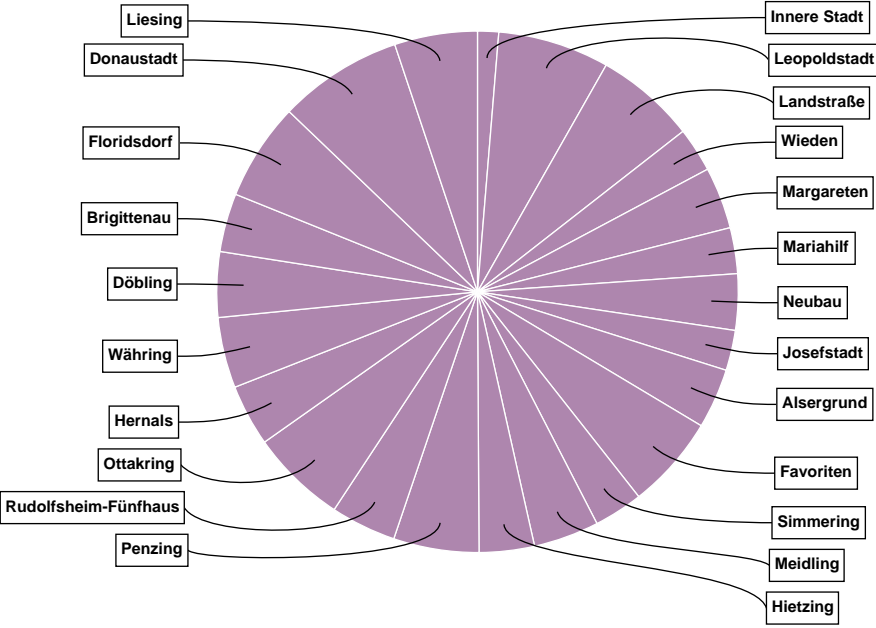 Innere Stadt
Leopoldstadt
Landstraße
Wieden
Margareten
Mariahilf
Neubau
Josefstadt
Alsergrund
Favoriten
Simmering
Meidling
Hietzing
Penzing
Rudolfsheim-Fünfhaus
Ottakring
Hernals
Währing
Döbling
Brigittenau
Floridsdorf
Donaustadt
Liesing